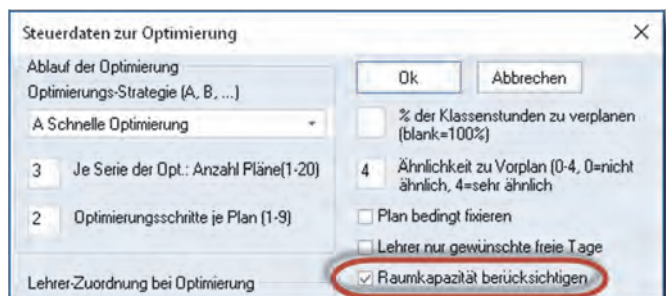 Steuerdaten zur Optimierung
Ablauf der Optimierung
Optimierungs-Strategie (A, B, ...)
A Schnelle Optimierung
3 Je Serie der Opt.: Anzahl Pläne(1-20)
2 Optimierungsschritte je Plan (1-9)
Lehrer-Zuordnung bei Optimierung
Ok Abbrechen
% der Klassenstunden zu verplanen
(blank=100%)
4 Ähnlichkeit zu Vorplan (0-4, 0=nicht
ähnlich, 4=sehr ähnlich
Plan bedingt fixieren
Lehrer nur gewünschte freie Tage
Raumkapazität berücksichtigen